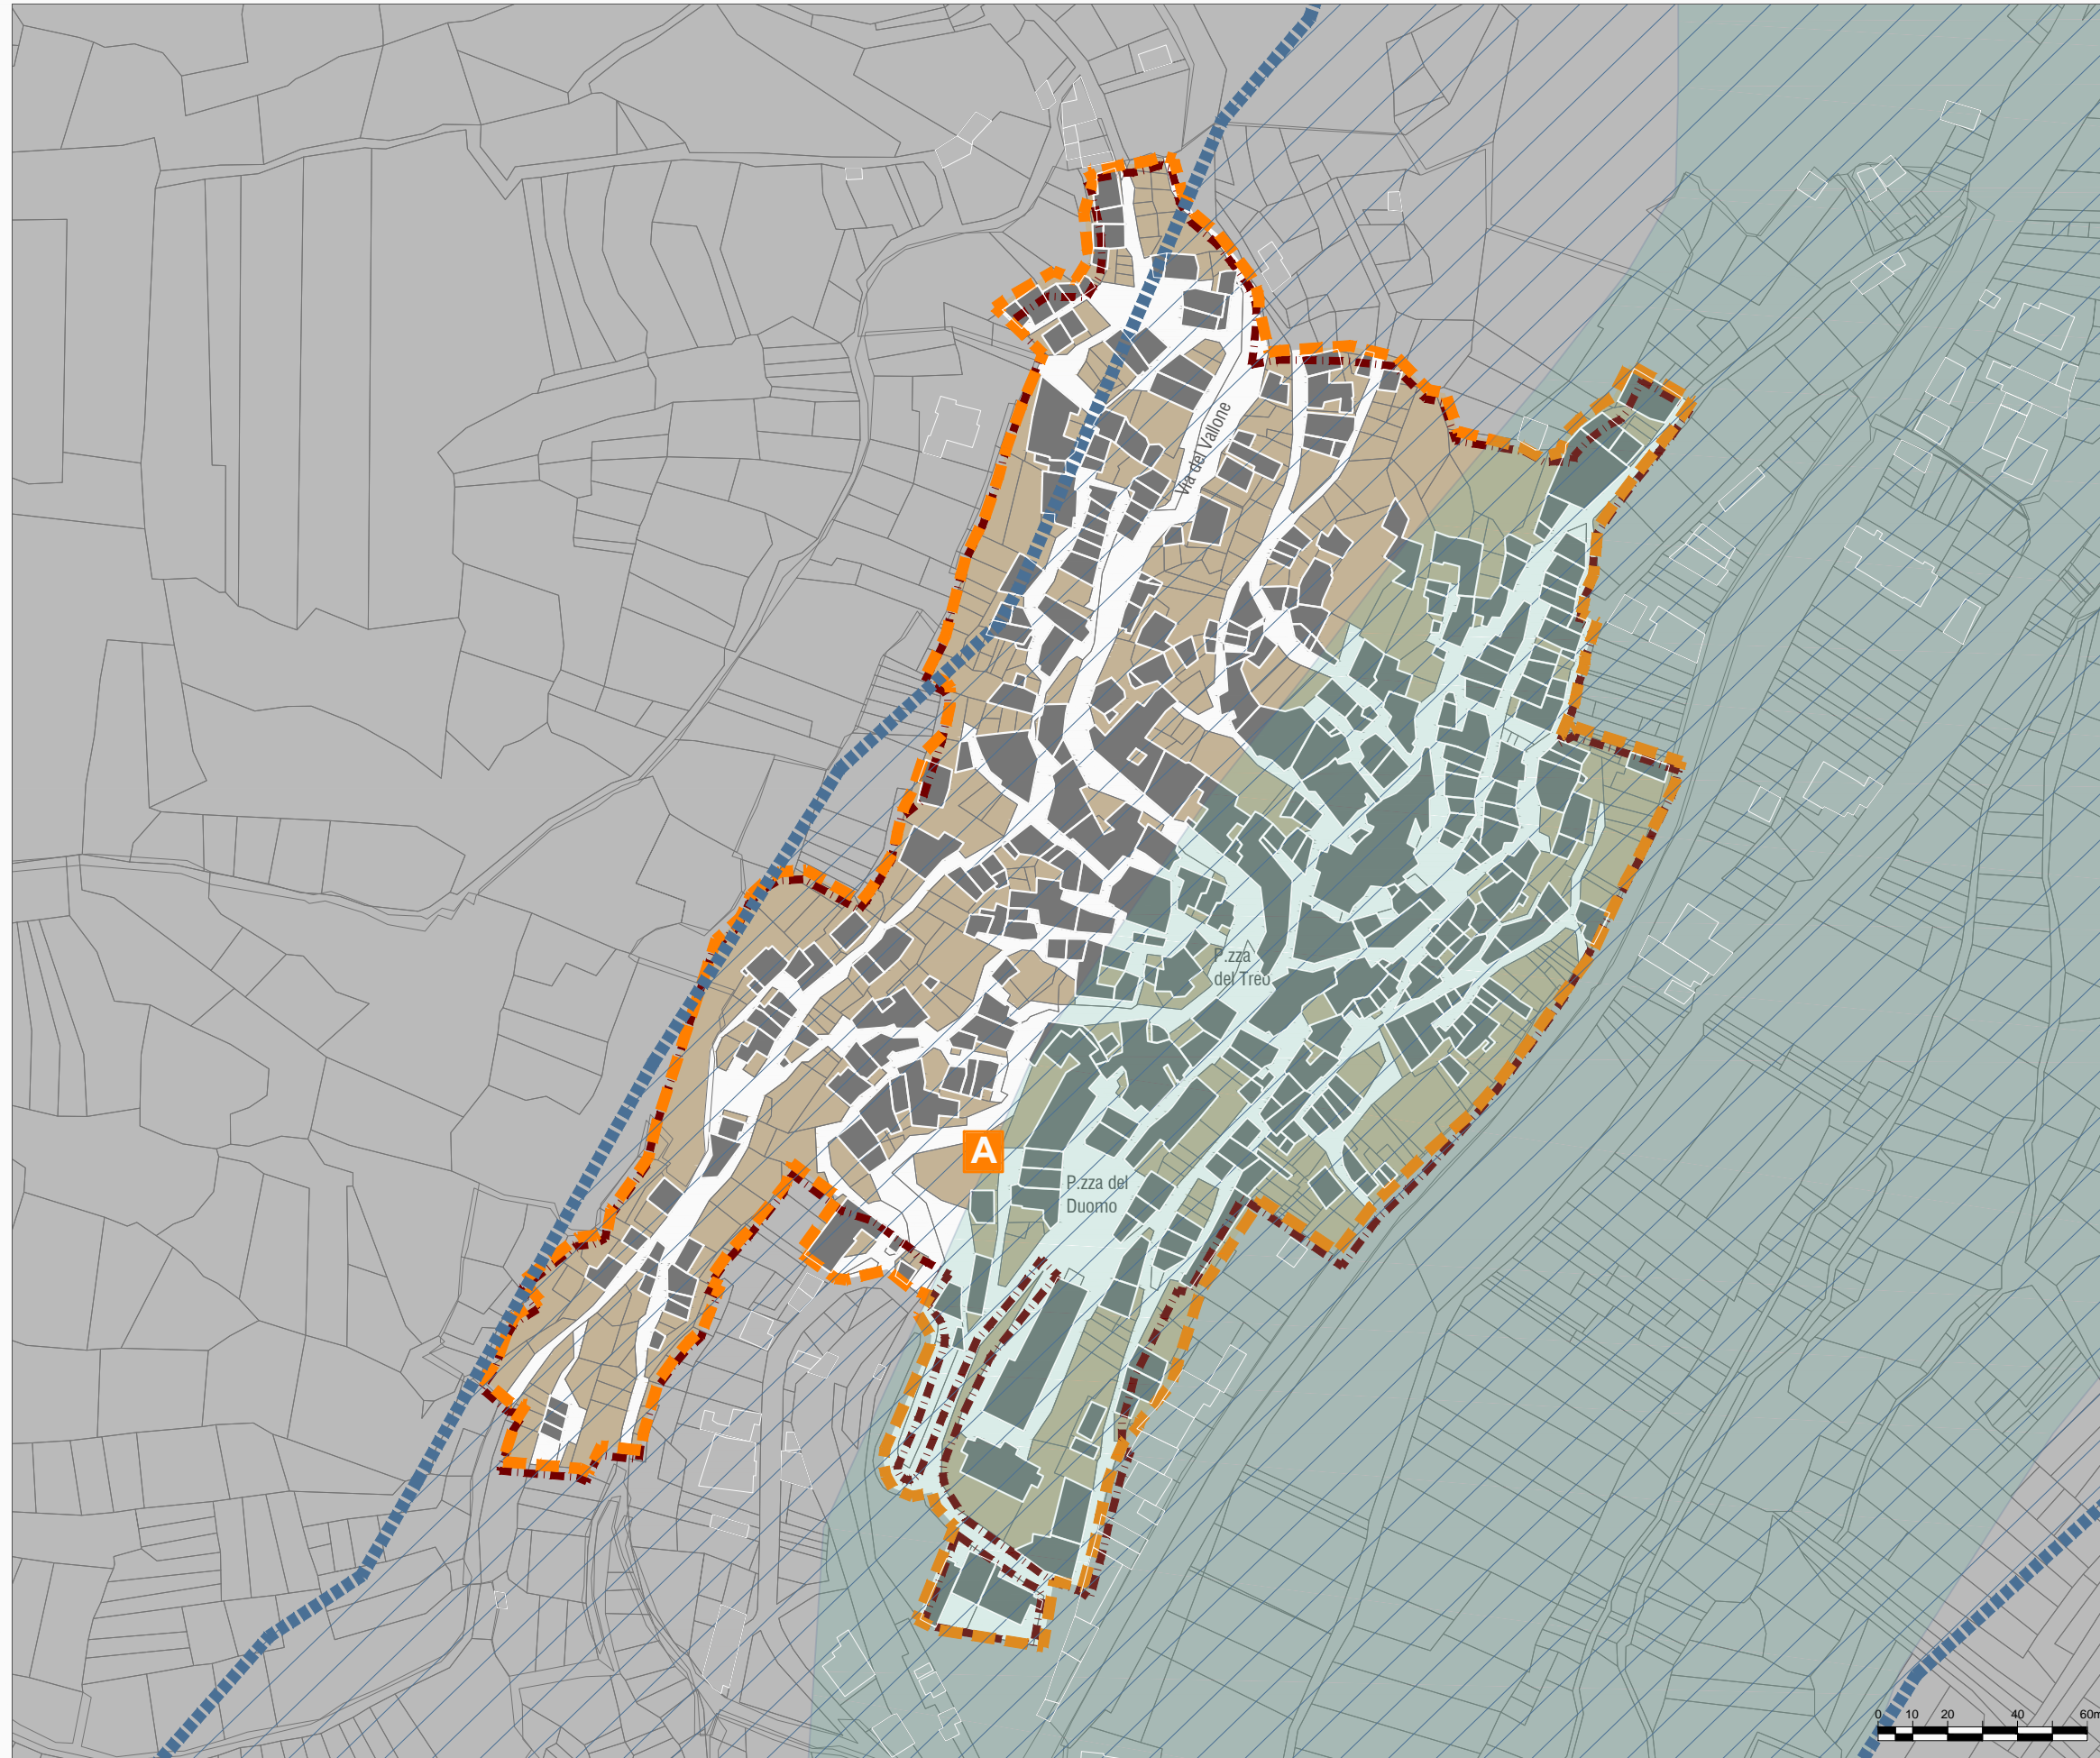 Via del Vallone
P.zza
del Treo
A
P.zza del
Duomo
0 10 20 40 60m